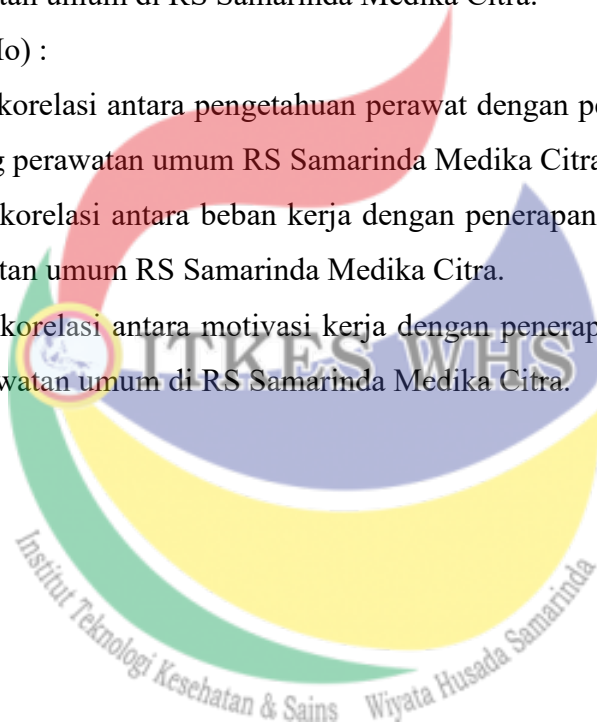 tan umum di RS Samarinda Medika Citra.
Ho) :
korelasi antara pengetahuan perawat dengan pe
g perawatan umum RS Samarinda Medika Citra
korelasi antara beban kerja dengan penerapan
tan umum RS Samarinda Medika Citra.
korelasi antara motivasi kerja dengan penerap
watan umum di RS Samarinda Medika Citra.
ITKES WHS
Institut Teknologi Kesehatan & Sains Wiyata Husada Samarinda